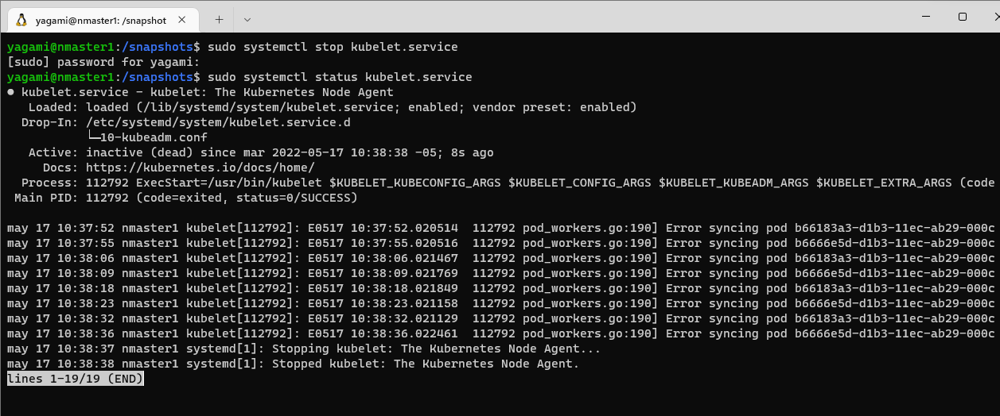 yagami@nmaster1: /snapshot
yagami@nmaster1:/snapshots$ sudo systemctl stop kubelet.service
[sudo] password for yagami:
yagami@nmaster1:/snapshots$ sudo systemctl status kubelet.service
● kubelet.service - kubelet: The Kubernetes Node Agent
   Loaded: loaded (/lib/systemd/system/kubelet.service; enabled; vendor preset: enabled)
  Drop-In: /etc/systemd/system/kubelet.service.d
           └─10-kubeadm.conf
   Active: inactive (dead) since mar 2022-05-17 10:38:38 -05; 8s ago
     Docs: https://kubernetes.io/docs/home/
  Process: 112792 ExecStart=/usr/bin/kubelet $KUBELET_KUBECONFIG_ARGS $KUBELET_CONFIG_ARGS $KUBELET_KUBEADM_ARGS $KUBELET_EXTRA_ARGS (code
 Main PID: 112792 (code=exited, status=0/SUCCESS)
may 17 10:37:52 nmaster1 kubelet[112792]: E0517 10:37:52.020514  112792 pod_workers.go:190] Error syncing pod b66183a3-d1b3-11ec-ab29-000c
may 17 10:37:55 nmaster1 kubelet[112792]: E0517 10:37:55.020516  112792 pod_workers.go:190] Error syncing pod b6666e5d-d1b3-11ec-ab29-000c
may 17 10:38:06 nmaster1 kubelet[112792]: E0517 10:38:06.021467  112792 pod_workers.go:190] Error syncing pod b66183a3-d1b3-11ec-ab29-000c
may 17 10:38:09 nmaster1 kubelet[112792]: E0517 10:38:09.021769  112792 pod_workers.go:190] Error syncing pod b6666e5d-d1b3-11ec-ab29-000c
may 17 10:38:18 nmaster1 kubelet[112792]: E0517 10:38:18.021849  112792 pod_workers.go:190] Error syncing pod b66183a3-d1b3-11ec-ab29-000c
may 17 10:38:23 nmaster1 kubelet[112792]: E0517 10:38:23.021158  112792 pod_workers.go:190] Error syncing pod b6666e5d-d1b3-11ec-ab29-000c
may 17 10:38:32 nmaster1 kubelet[112792]: E0517 10:38:32.021129  112792 pod_workers.go:190] Error syncing pod b66183a3-d1b3-11ec-ab29-000c
may 17 10:38:36 nmaster1 kubelet[112792]: E0517 10:38:36.022461  112792 pod_workers.go:190] Error syncing pod b6666e5d-d1b3-11ec-ab29-000c
may 17 10:38:37 nmaster1 systemd[1]: Stopping kubelet: The Kubernetes Node Agent...
may 17 10:38:38 nmaster1 systemd[1]: Stopped kubelet: The Kubernetes Node Agent.
lines 1-19/19 (END)